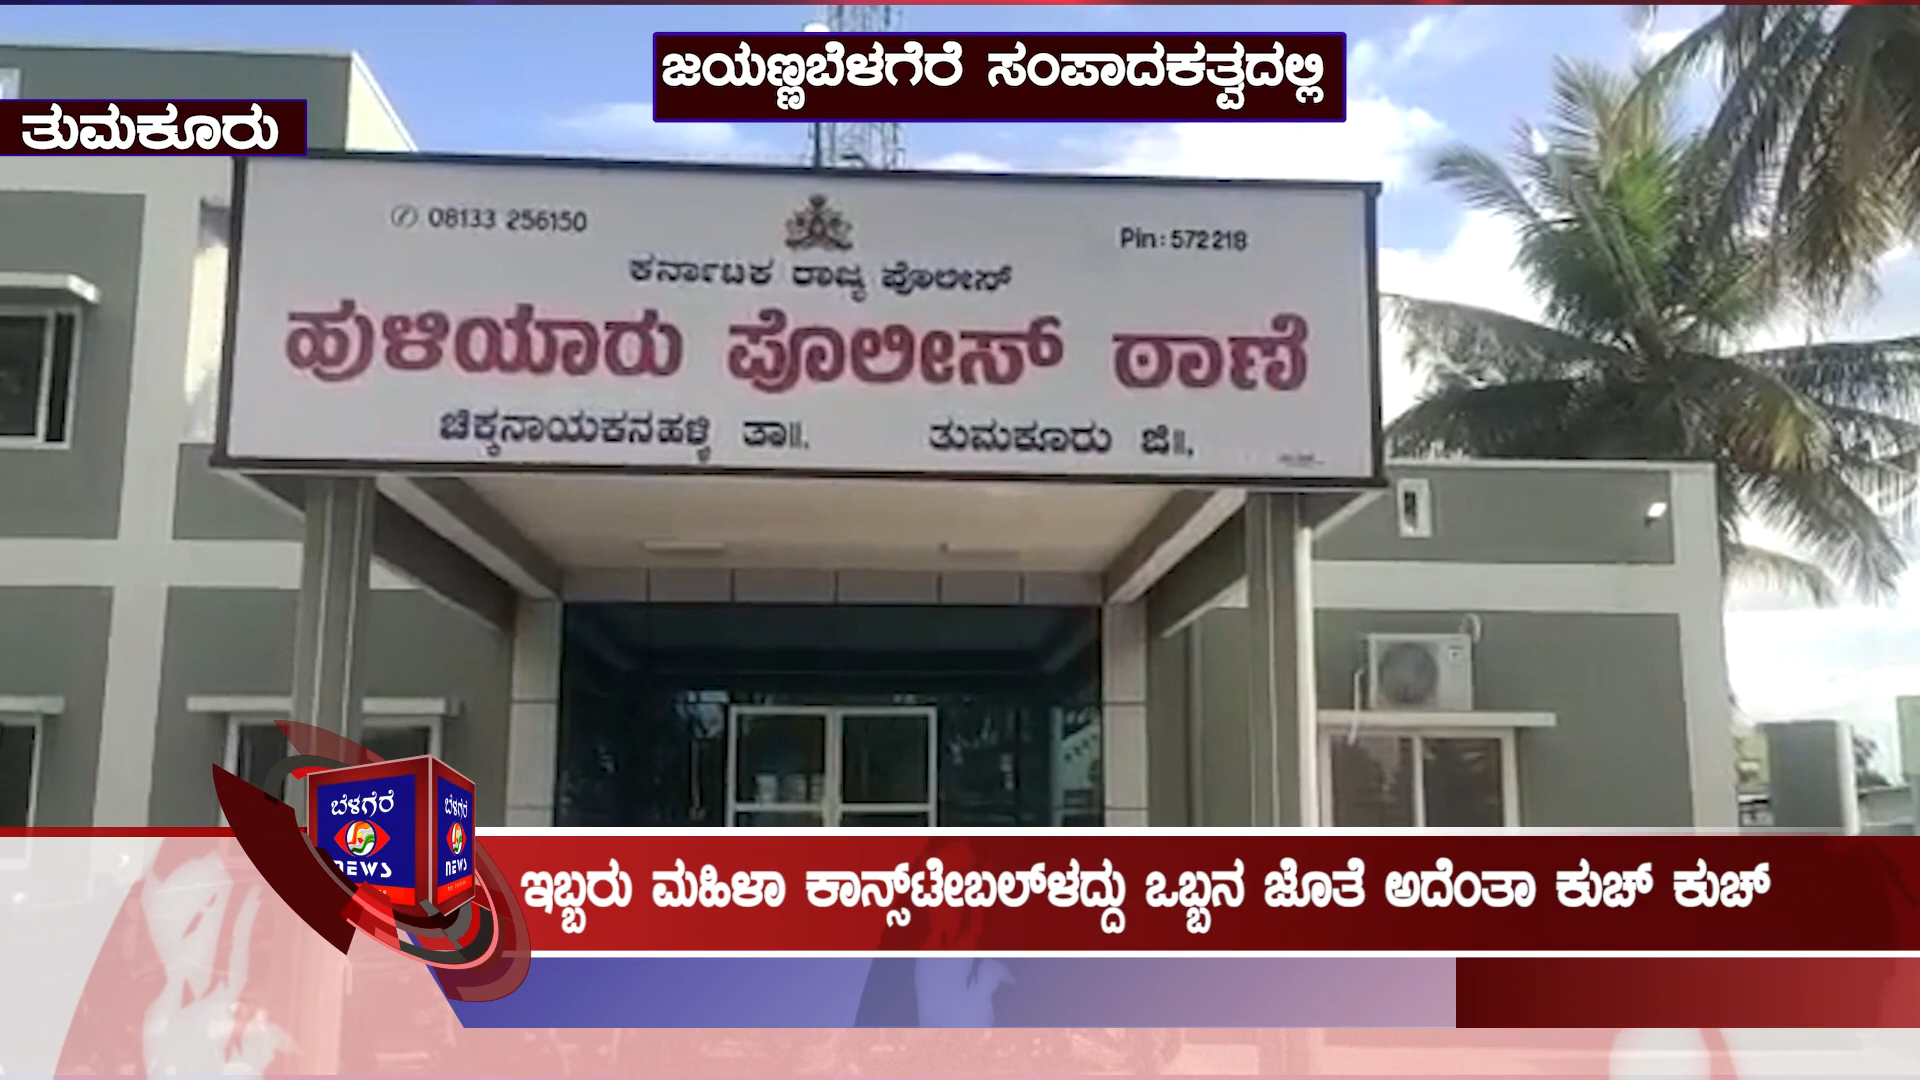 ಜಯಣ್ಣಬೆಳಗೆರೆ ಸಂಪಾದಕತ್ವದಲ್ಲಿ
ತುಮಕೂರು
✆ 08133 256150
Pin: 572218
ಕರ್ನಾಟಕ ರಾಜ್ಯ ಪೊಲೀಸ್
ಹುಳಿಯಾರು ಪೊಲೀಸ್ ಠಾಣೆ
ಚಿಕ್ಕನಾಯಕನಹಳ್ಳಿ ತಾ॥. ತುಮಕೂರು ಜಿ॥.
ಬೆಳಗೆರೆ
NEWS
ಬೆಳಗೆರೆ
NEWS
ಇಬ್ಬರು ಮಹಿಳಾ ಕಾನ್ಸ್‌ಟೇಬಲ್‌ಳದ್ದು ಒಬ್ಬನ ಜೊತೆ ಅದೆಂತಾ ಕುಚ್ ಕುಚ್